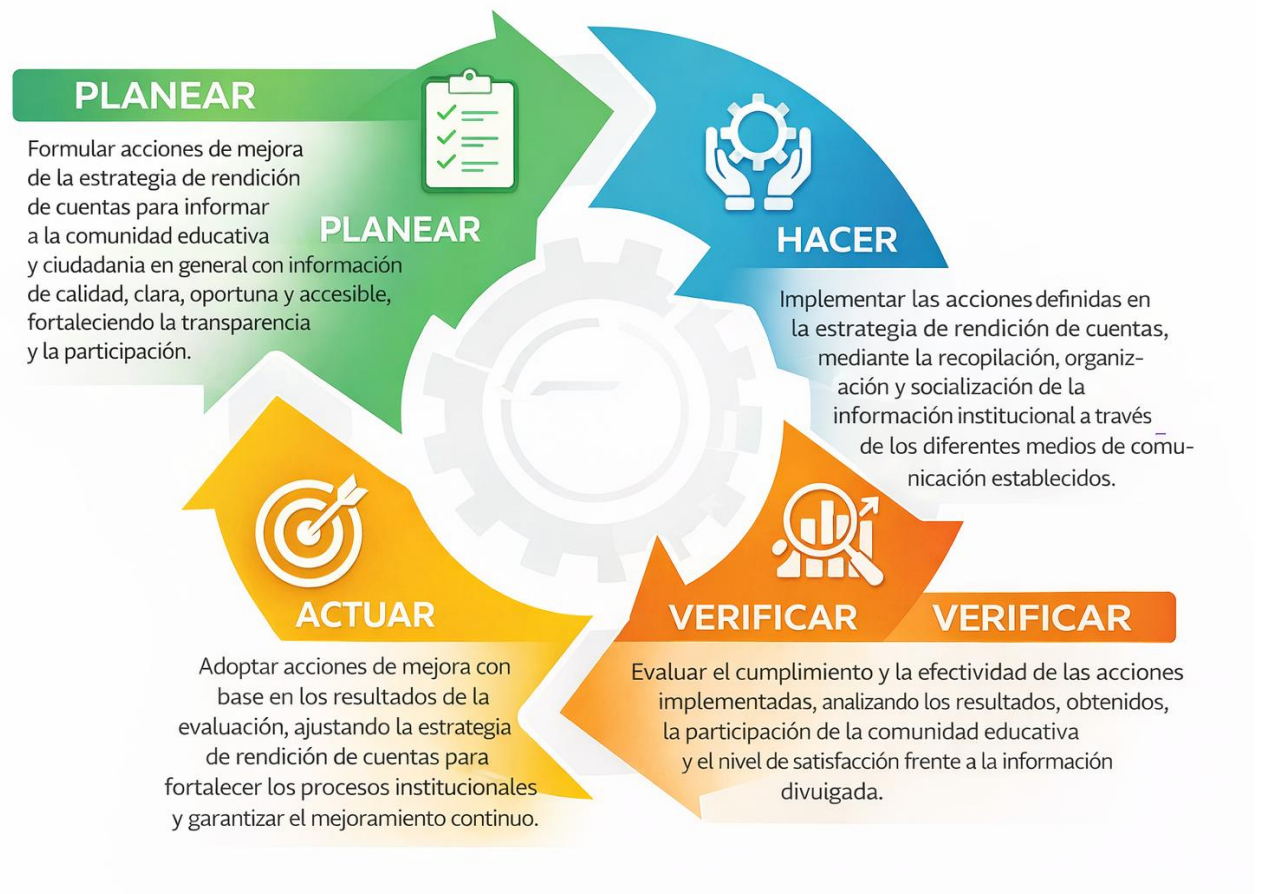 PLANEAR
Formular acciones de mejora
de la estrategia de rendición
de cuentas para informar
a la comunidad educativa
y ciudadania en general con información
de calidad, clara, oportuna y accesible,
fortaleciendo la transparencia
y la participación.
PLANEAR
HACER
Implementar las acciones definidas en
la estrategia de rendición de cuentas,
mediante la recopilación, organiz-
ación y socialización de la
información institucional a través
de los diferentes medios de comu-
nicación establecidos.
VERIFICAR
VERIFICAR
Evaluar el cumplimiento y la efectividad de las acciones
implementadas, analizando los resultados, obtenidos,
la participación de la comunidad educativa
y el nivel de satisfacción frente a la información
divuigada.
ACTUAR
Adoptar acciones de mejora con
base en los resultados de la
evaluación, ajustando la estrategia
de rendición de cuentas para
fortalecer los procesos institucionales
y garantizar el mejoramiento continuo.